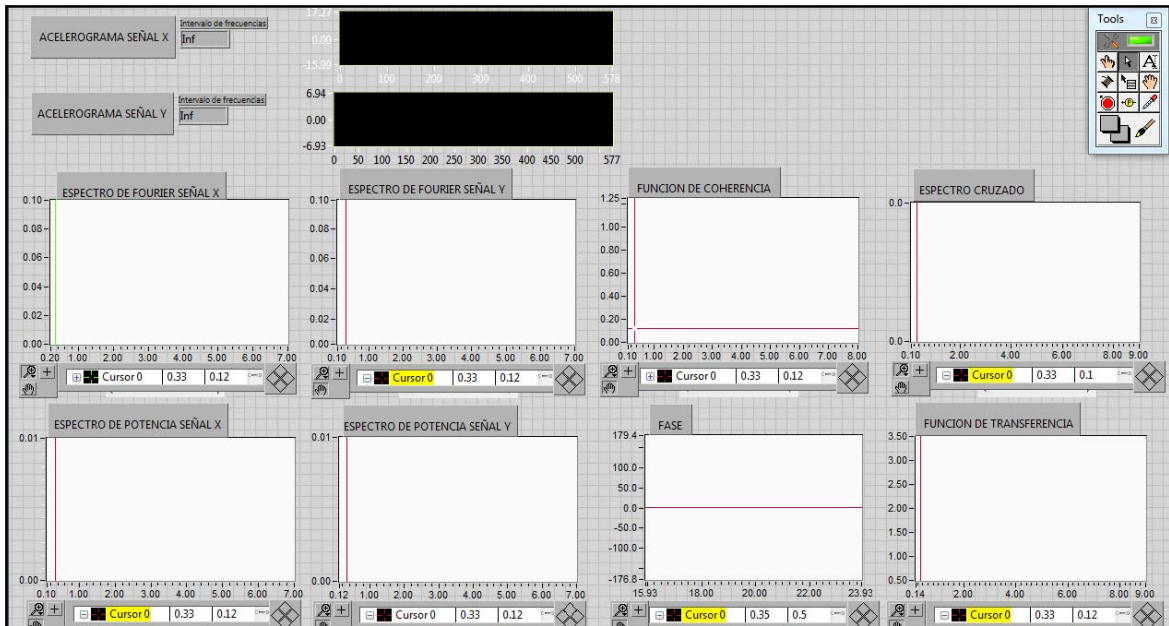 Tools
Intervalo de frecuencias
ACELEROGRAMA SEÑAL X
Inf
17.27
0.00
-15.99
0 100 200 300 400 500 578
Intervalo de frecuencias
ACELEROGRAMA SEÑAL Y
Inf
6.94
0.00
-6.93
0 50 100 150 200 250 300 350 400 450 500 577
ESPECTRO DE FOURIER SEÑAL X
0.10
0.08
0.06
0.04
0.02
0.00
0.20 1.00 2.00 3.00 4.00 5.00 6.00 7.00
Cursor 0 0.33 0.12
ESPECTRO DE FOURIER SEÑAL Y
0.10
0.08
0.06
0.04
0.02
0.00
0.10 1.00 2.00 3.00 4.00 5.00 6.00 7.00
Cursor 0 0.33 0.12
FUNCION DE COHERENCIA
1.25
1.00
0.80
0.60
0.40
0.20
0.00
0.10 1.00 2.00 3.00 4.00 5.00 6.00 7.00 8.00
Cursor 0 0.33 0.12
ESPECTRO CRUZADO
0.0
0.0
0.10 2.00 4.00 6.00 8.00 9.00
Cursor 0 0.33 0.1
ESPECTRO DE POTENCIA SEÑAL X
0.01
0.00
0.10 1.00 2.00 3.00 4.00 5.00 6.00 7.00
Cursor 0 0.33 0.12
ESPECTRO DE POTENCIA SEÑAL Y
0.01
0.00
0.12 1.00 2.00 3.00 4.00 5.00 6.00 7.00
Cursor 0 0.33 0.12
FASE
179.4
100.0
50.0
0.0
-50.0
-100.0
-176.8
15.93 18.00 20.00 22.00 23.93
Cursor 0 0.35 0.5
FUNCION DE TRANSFERENCIA
3.50
3.00
2.50
2.00
1.50
1.00
0.50
0.14 2.00 4.00 6.00 8.00 9.00
Cursor 0 0.33 0.12